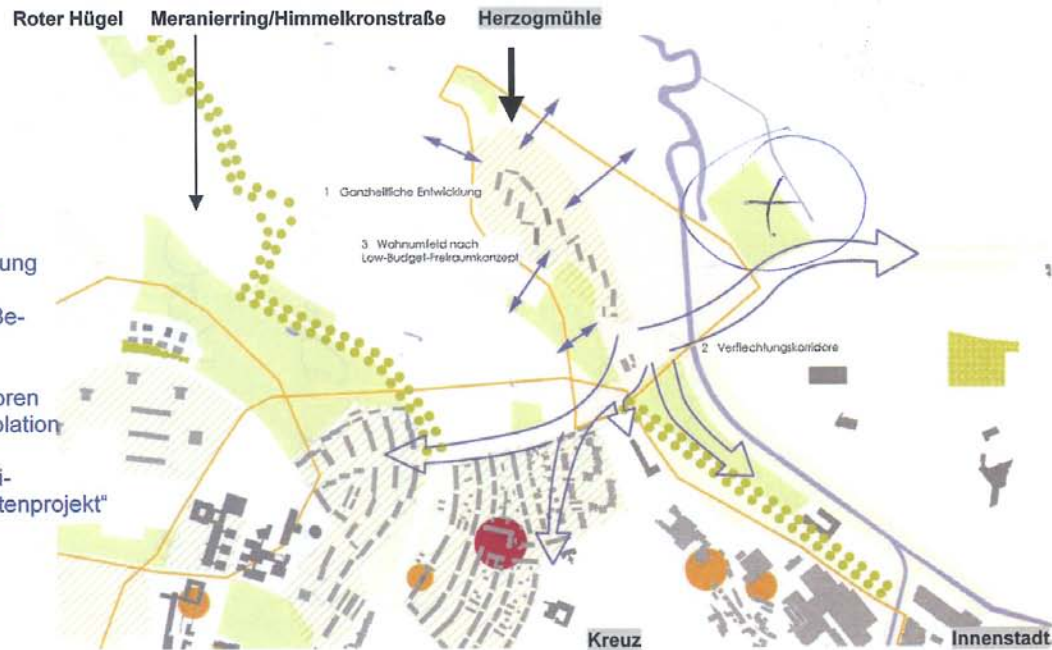 Roter Hügel Meranierring/Himmelkronstraße Herzogmühle
1 Ganzheitliche Entwicklung
3 Wohnumfeld nach
Low-Budget-Freiraumkonzept
ung
ße-
2 Verflechtungskorridore
oren
olation
i-
tenprojekt“
Kreuz Innenstadt